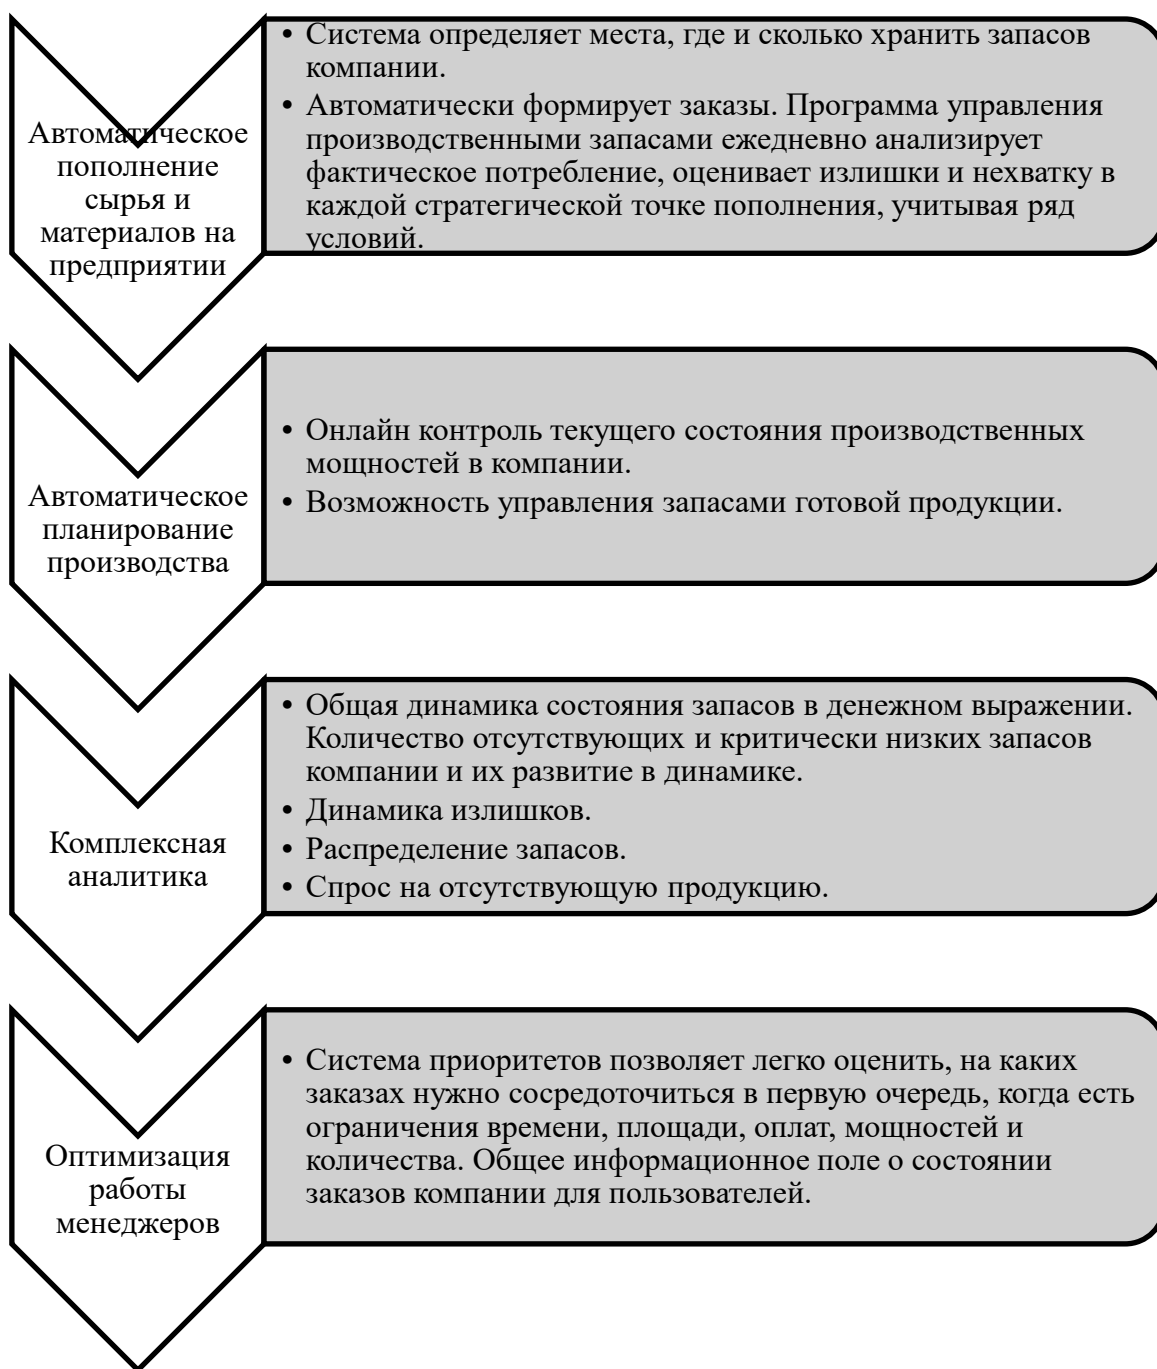 Автоматическое
пополнение
сырья и
материалов на
предприятии
• Система определяет места, где и сколько хранить запасов
компании.
• Автоматически формирует заказы. Программа управления
производственными запасами ежедневно анализирует
фактическое потребление, оценивает излишки и нехватку в
каждой стратегической точке пополнения, учитывая ряд
условий.
Автоматическое
планирование
производства
• Онлайн контроль текущего состояния производственных
мощностей в компании.
• Возможность управления запасами готовой продукции.
Комплексная
аналитика
• Общая динамика состояния запасов в денежном выражении.
Количество отсутствующих и критически низких запасов
компании и их развитие в динамике.
• Динамика излишков.
• Распределение запасов.
• Спрос на отсутствующую продукцию.
Оптимизация
работы
менеджеров
• Система приоритетов позволяет легко оценить, на каких
заказах нужно сосредоточиться в первую очередь, когда есть
ограничения времени, площади, оплат, мощностей и
количества. Общее информационное поле о состоянии
заказов компании для пользователей.